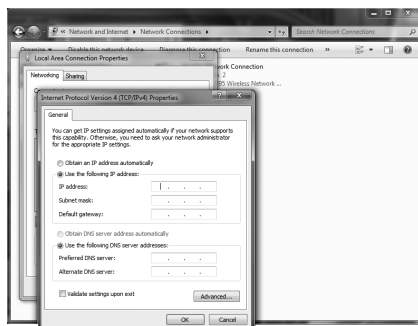 « Network and Internet ▸ Network Connections ▸
Search Network Connections
Organize ▾ Disable this network device Diagnose this connection Rename this connection »
Local Area Connection Properties
Networking Sharing
work Connection
2
95 Wireless Network ...
Internet Protocol Version 4 (TCP/IPv4) Properties
General
You can get IP settings assigned automatically if your network supports
this capability. Otherwise, you need to ask your network administrator
for the appropriate IP settings.
Obtain an IP address automatically
Use the following IP address:
IP address:
Subnet mask:
Default gateway:
Obtain DNS server address automatically
Use the following DNS server addresses:
Preferred DNS server:
Alternate DNS server:
Validate settings upon exit
Advanced...
OK Cancel